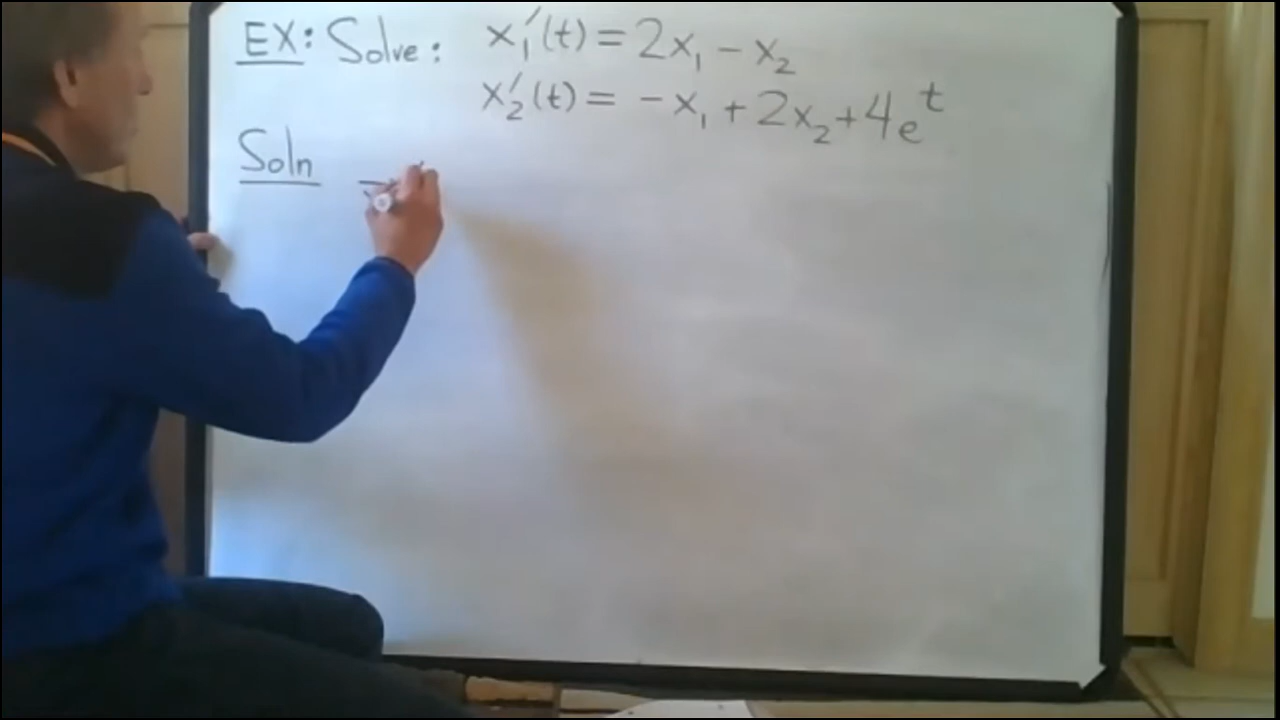 EX: Solve: x₁′(t) = 2x₁ − x₂
x₂′(t) = −x₁ + 2x₂ + 4eᵗ
Soln